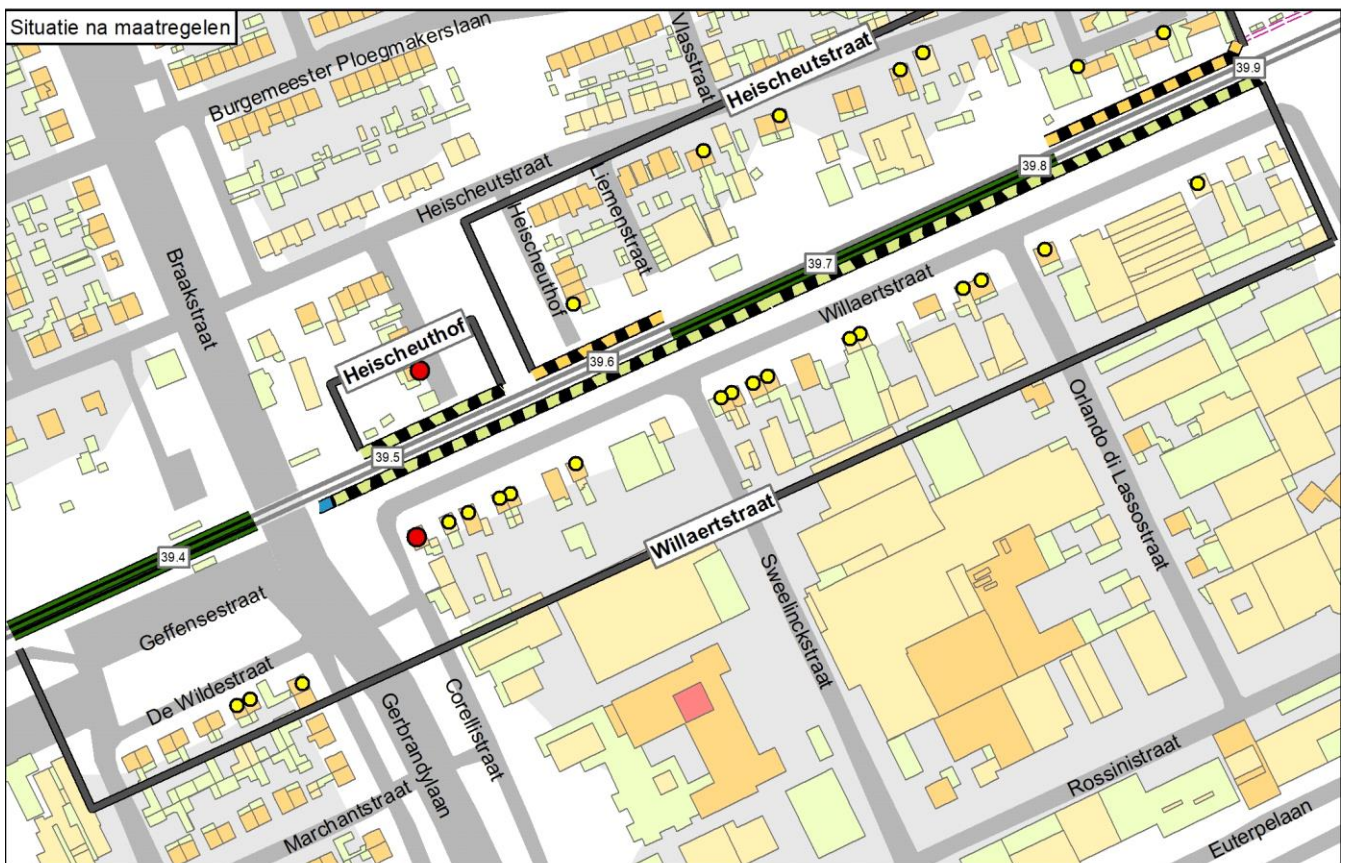 Situatie na maatregelen
Burgemeester Ploegmakerslaan
Vlasstraat
Heischeutstraat
39.9
Heischeutstraat
Liemenstraat
39.8
Heischeuthof
Braakstraat
39.7
Willaertstraat
Heischeuthof
39.6
39.5
Orlando di Lassostraat
39.4
Willaertstraat
Geffensestraat
Sweelinckstraat
De Wildestraat
Corellistraat
Gerbrandylaan
Marchantstraat
Rossinistraat
Euterpelaan